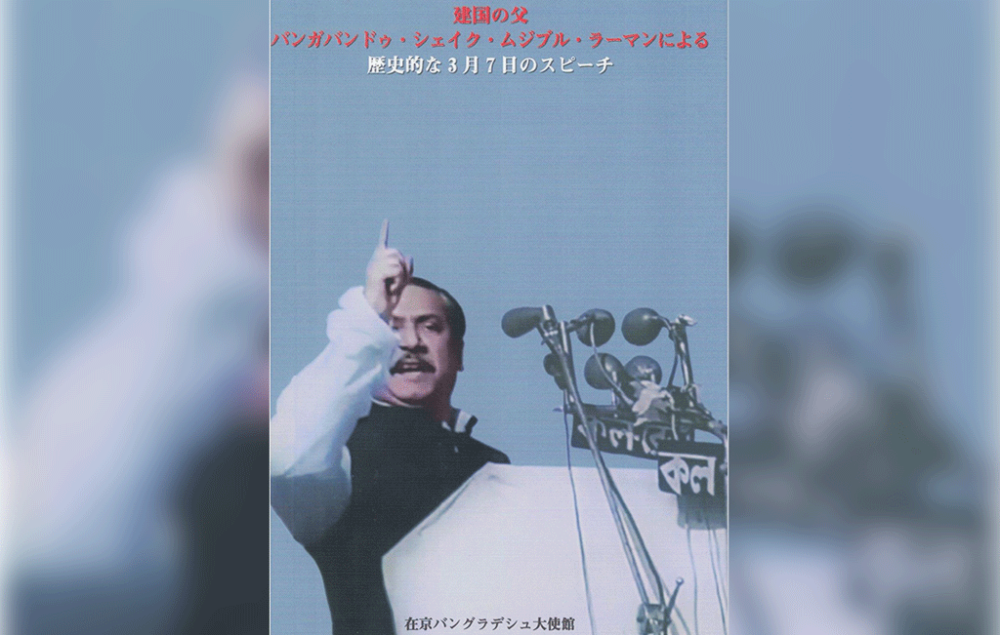 建国の父
バンガバンドゥ・シェイク・ムジブル・ラーマンによる
歴史的な３月７日のスピーチ
কল-রেডী
কল
在京バングラデシュ大使館